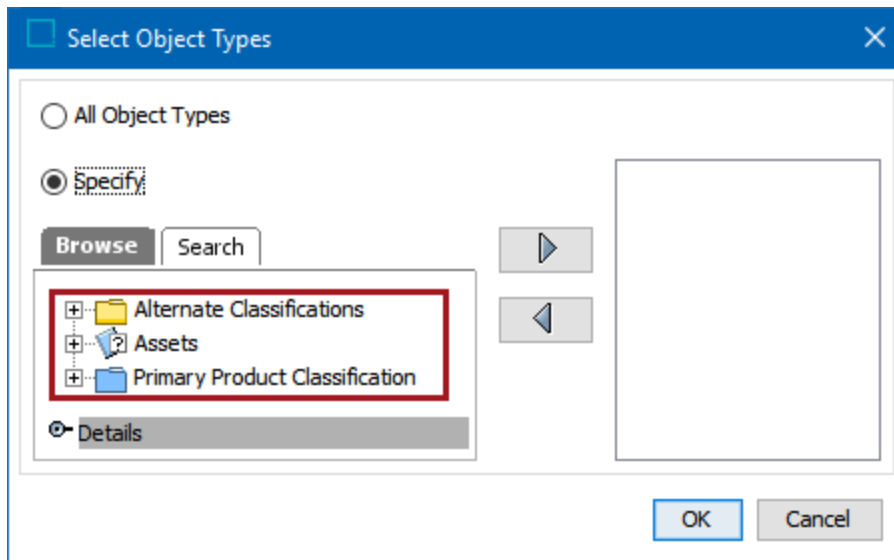 Select Object Types
All Object Types
Specify
Browse
Search
Alternate Classifications
Assets
Primary Product Classification
Details
OK
Cancel